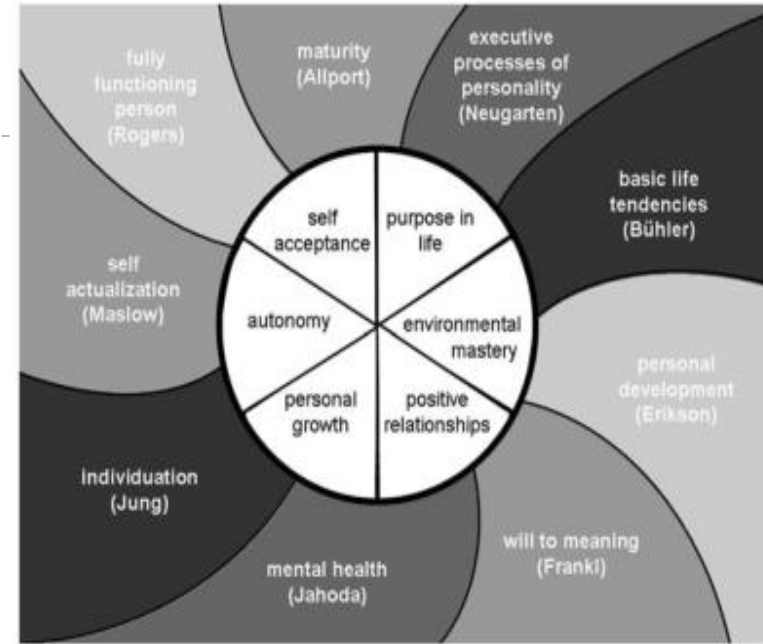 fully
functioning
person
(Rogers)
maturity
(Allport)
executive
processes of
personality
(Neugarten)
basic life
tendencies
(Bühler)
personal
development
(Erikson)
will to meaning
(Frankl)
mental health
(Jahoda)
individuation
(Jung)
self
actualization
(Maslow)
self
acceptance
purpose in
life
environmental
mastery
positive
relationships
personal
growth
autonomy